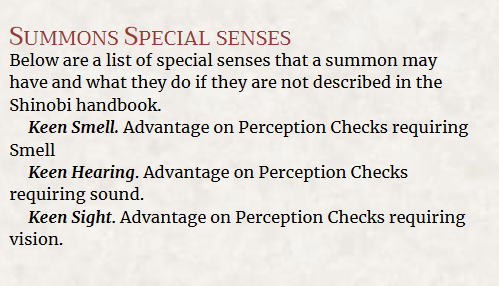 Summons Special senses
Below are a list of special senses that a summon may
have and what they do if they are not described in the
Shinobi handbook.
Keen Smell. Advantage on Perception Checks requiring
Smell
Keen Hearing. Advantage on Perception Checks
requiring sound.
Keen Sight. Advantage on Perception Checks requiring
vision.